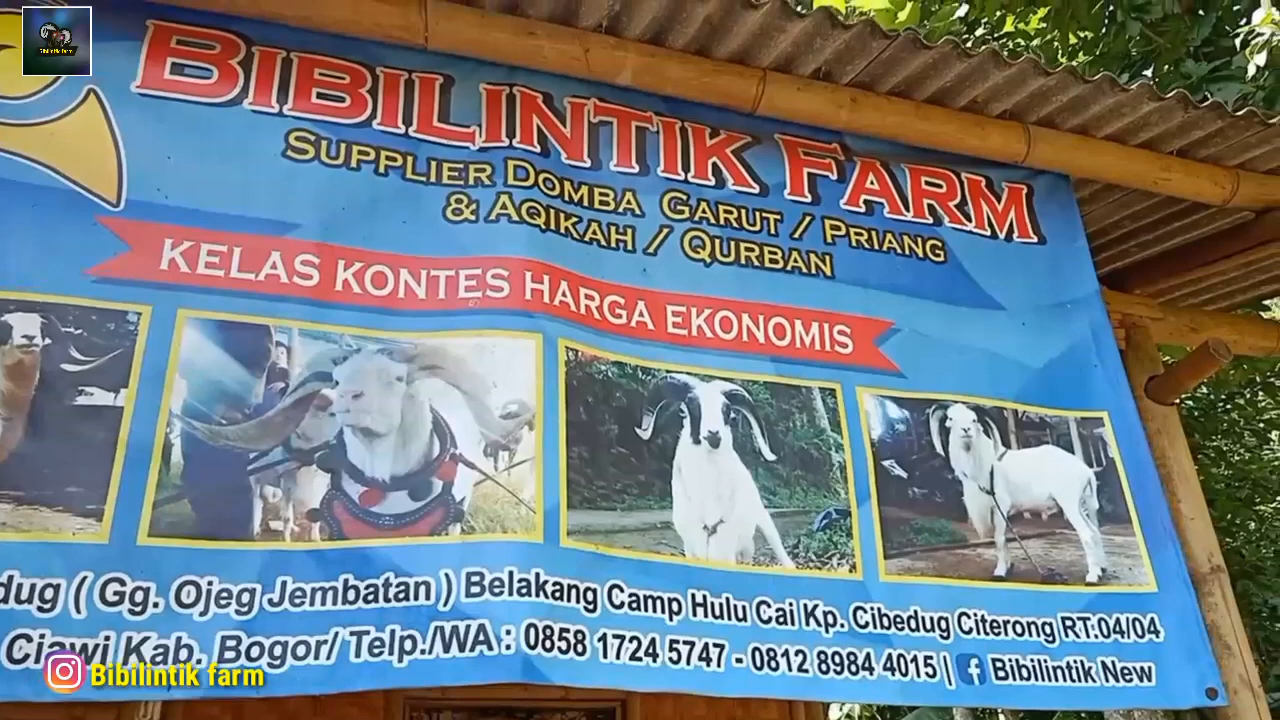 Bibilintik farm
BIBILINTIK FARM
SUPPLIER DOMBA GARUT / PRIANG
& AQIKAH / QURBAN
KELAS KONTES HARGA EKONOMIS
dug ( Gg. Ojeg Jembatan ) Belakang Camp Hulu Cai Kp. Cibedug Citerong RT.04/04
Ciawi Kab. Bogor/ Telp./WA : 0858 1724 5747 - 0812 8984 4015 | Bibilintik New
Bibilintik farm